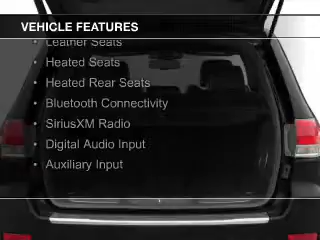 VEHICLE FEATURES
• Leather Seats
• Heated Seats
• Heated Rear Seats
• Bluetooth Connectivity
• SiriusXM Radio
• Digital Audio Input
• Auxiliary Input